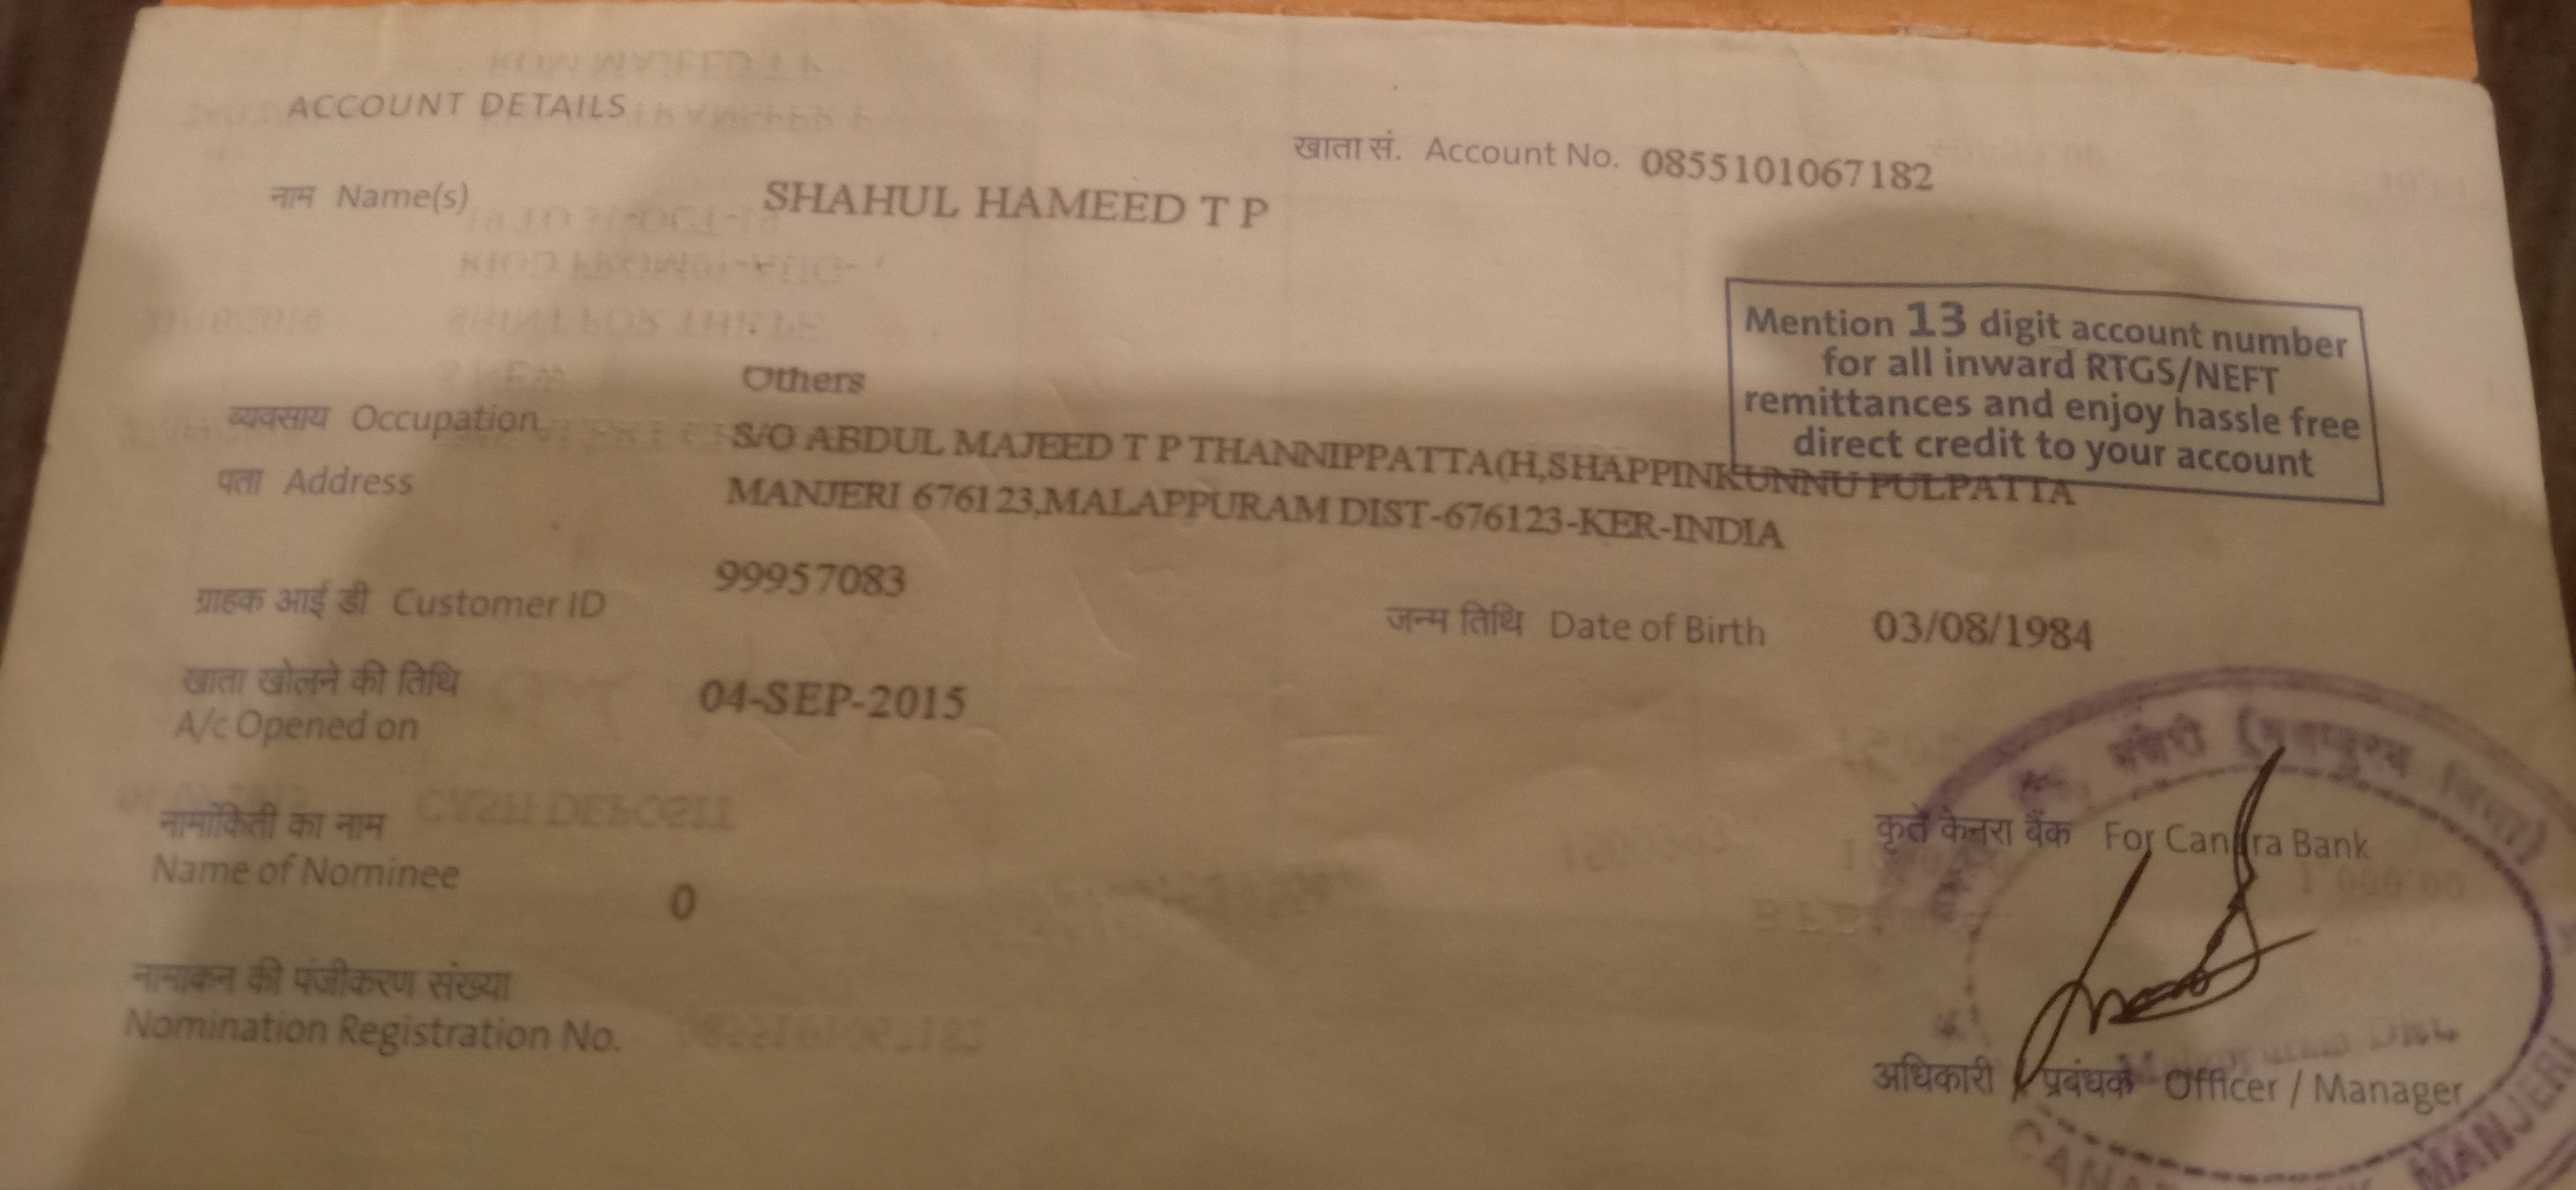 ACCOUNT DETAILS
खाता सं. Account No. 0855101067182
नाम Name(s) SHAHUL HAMEED T P
Mention 13 digit account number
for all inward RTGS/NEFT
remittances and enjoy hassle free
direct credit to your account
Others
व्यवसाय Occupation
S/O ABDUL MAJEED T P THANNIPPATTA(H,SHAPPINKUNNU PULPATTA
पता Address
MANJERI 676123,MALAPPURAM DIST-676123-KER-INDIA
ग्राहक आई डी Customer ID 99957083
जन्म तिथि Date of Birth 03/08/1984
खाता खोलने की तिथि
A/c Opened on 04-SEP-2015
नामांकिती का नाम
Name of Nominee
0
कृते केनरा बैंक For Canara Bank
नामांकन की पंजीकरण संख्या
Nomination Registration No.
अधिकारी / प्रबंधक Officer / Manager
MANJERI